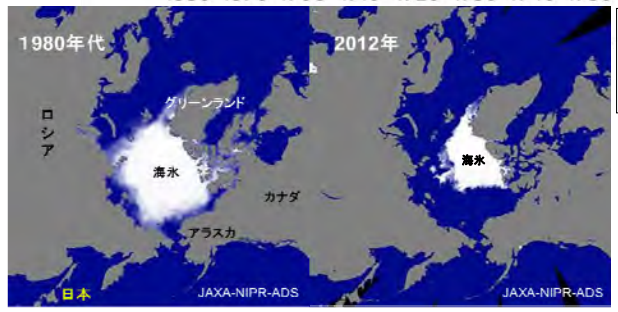 1980年代
グリーンランド
ロシア
海氷
カナダ
アラスカ
日本
JAXA-NIPR-ADS
2012年
海氷
JAXA-NIPR-ADS